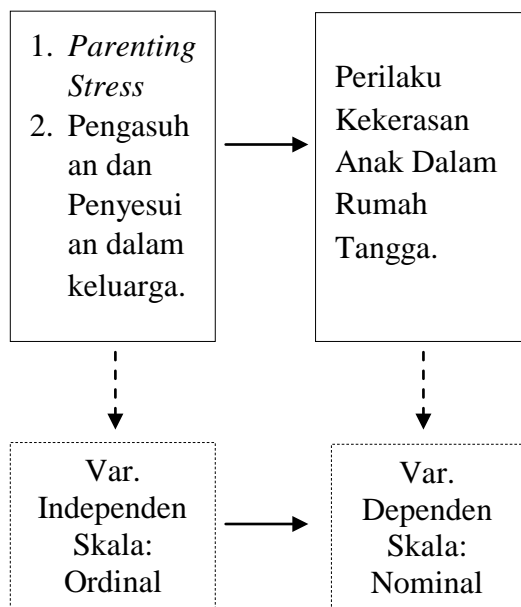 1. Parenting
Stress
2. Pengasuh
an dan
Penyesui
an dalam
keluarga.
Perilaku
Kekerasan
Anak Dalam
Rumah
Tangga.
Var.
Independen
Skala:
Ordinal
Var.
Dependen
Skala:
Nominal